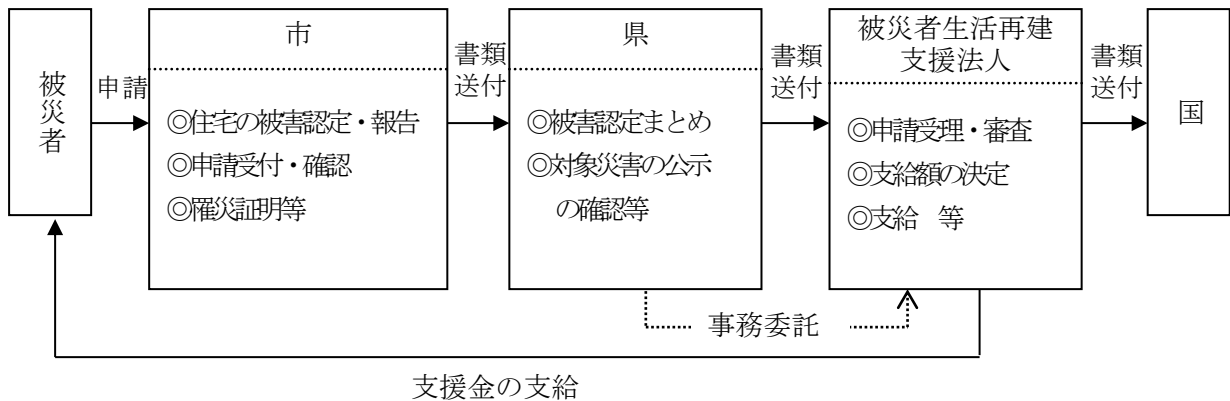 被災者
申請
市
◎住宅の被害認定・報告
◎申請受付・確認
◎罹災証明等
書類
送付
県
◎被害認定まとめ
◎対象災害の公示
の確認等
書類
送付
被災者生活再建
支援法人
◎申請受理・審査
◎支給額の決定
◎支給　等
書類
送付
国
事務委託
支援金の支給